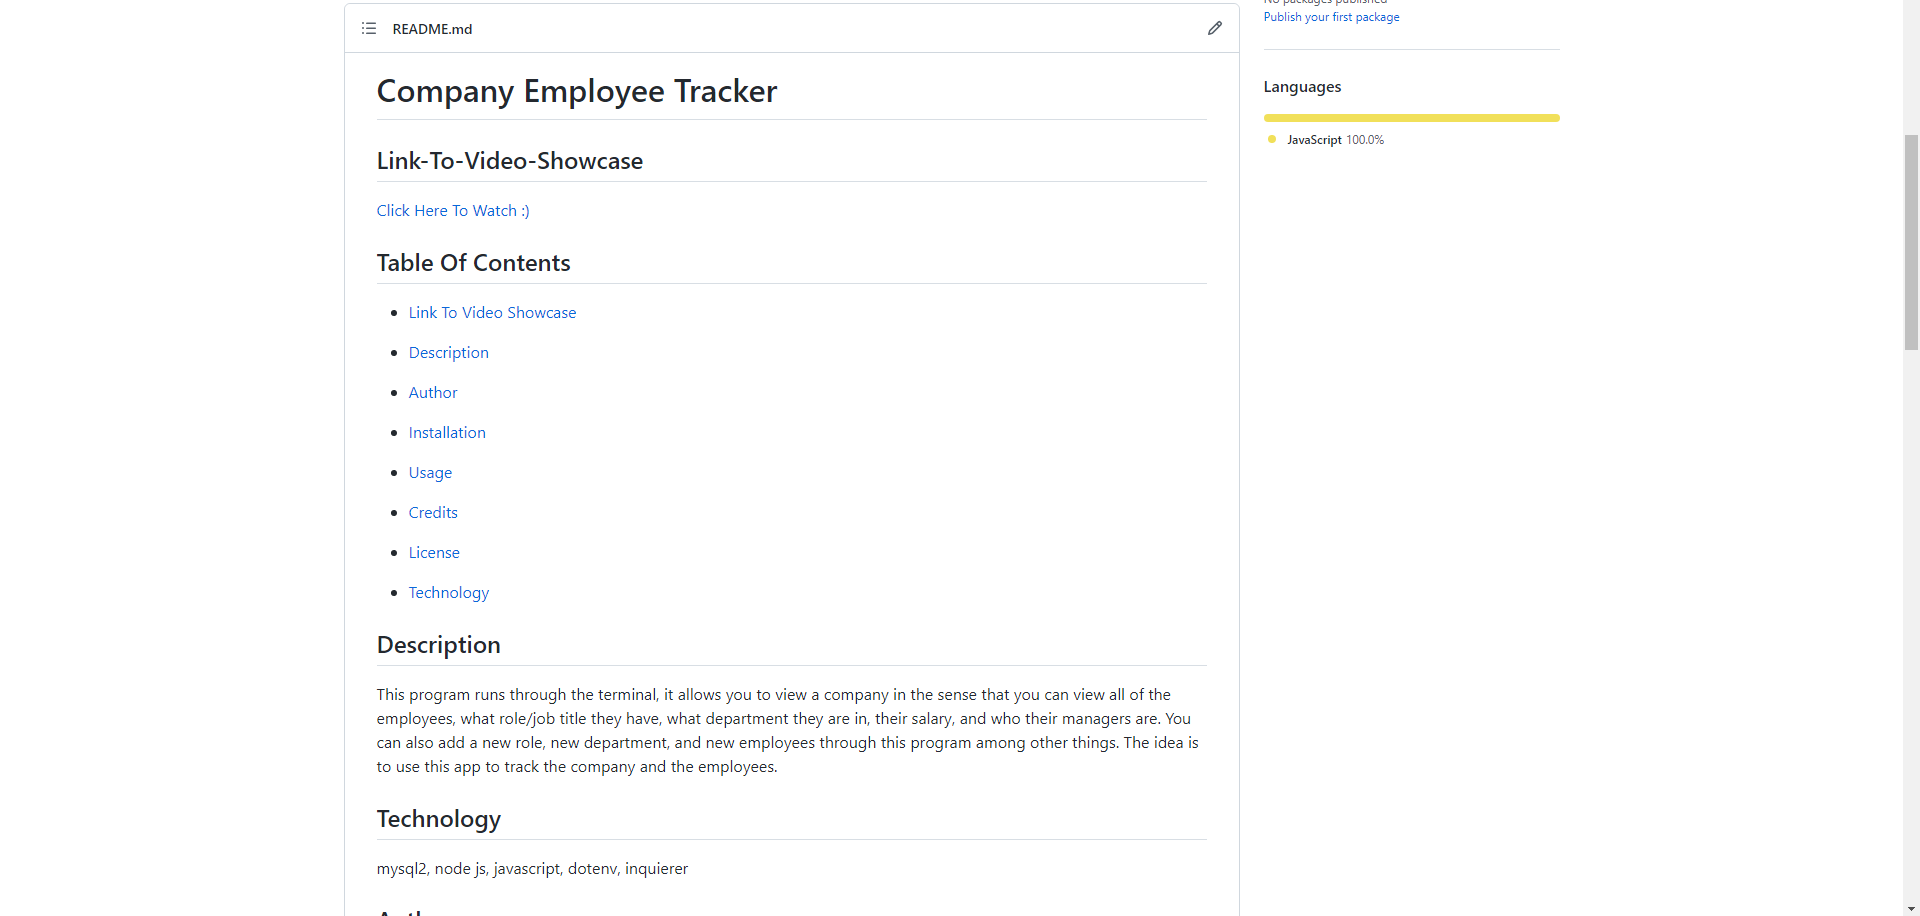 No packages published
Publish your first package
README.md
Company Employee Tracker
Link-To-Video-Showcase
Click Here To Watch :)
Table Of Contents
Link To Video Showcase
Description
Author
Installation
Usage
Credits
License
Technology
Description
This program runs through the terminal, it allows you to view a company in the sense that you can view all of the
employees, what role/job title they have, what department they are in, their salary, and who their managers are. You
can also add a new role, new department, and new employees through this program among other things. The idea is
to use this app to track the company and the employees.
Technology
mysql2, node js, javascript, dotenv, inquierer
Languages
JavaScript 100.0%